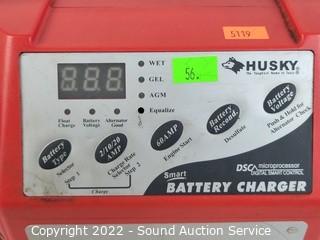 5119
HUSKY
The Toughest Name in Tools
56.
888
WET
GEL
AGM
Equalize
Float Charge
Battery Voltage
Alternator Good
Battery Type
Selector
Step 1
2/10/20 AMP
Charge Rate Selector
Step 2
Charge
60AMP
Engine Start
Battery Recond.
Desulfate
Battery Voltage
Push & Hold for Alternator Check
DSC microprocessor
DIGITAL SMART CONTROL
Smart
BATTERY CHARGER
Copyright 2022 - Sound Auction Service